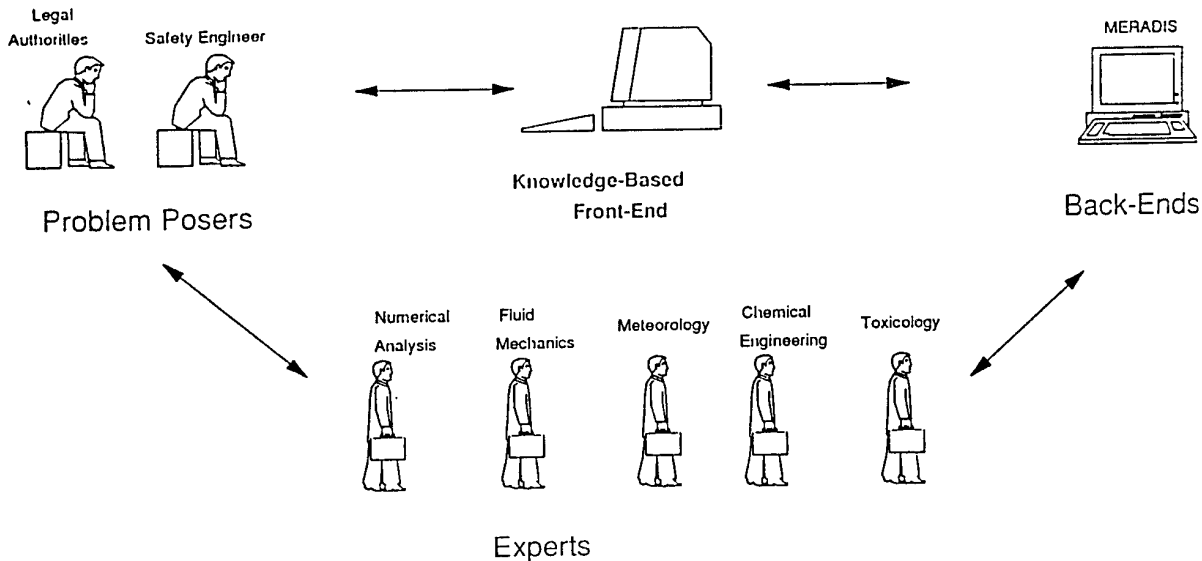 Legal
Authorities
Safety Engineer
MERADIS
Knowledge-Based
Front-End
Problem Posers
Back-Ends
Numerical
Analysis
Fluid
Mechanics
Meteorology
Chemical
Engineering
Toxicology
Experts